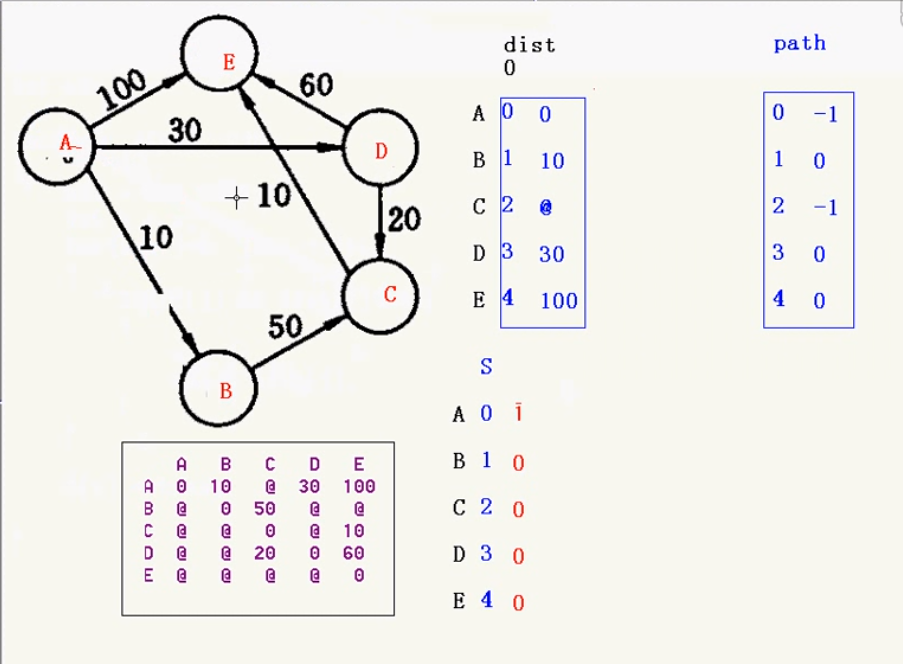 E
100
60
A
30
D
10
20
10
C
50
B
dist
0
A 0 0
B 1 10
C 2 @
D 3 30
E 4 100
path
0 -1
1 0
2 -1
3 0
4 0
S
A 0 1
B 1 0
C 2 0
D 3 0
E 4 0
A B C D E
A 0 10 @ 30 100
B @ 0 50 @ @
C @ @ 0 @ 10
D @ @ 20 0 60
E @ @ @ @ 0